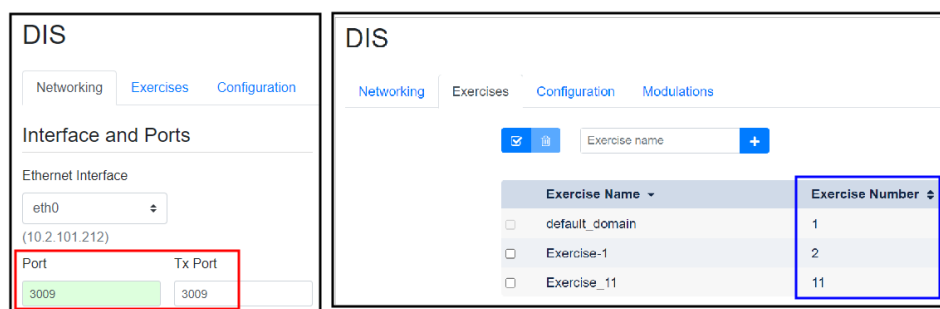 DIS
Networking Exercises Configuration
Interface and Ports
Ethernet Interface
eth0
(10.2.101.212)
Port Tx Port
3009 3009
DIS
Networking Exercises Configuration Modulations
Exercise name +
Exercise Name Exercise Number
default_domain 1
Exercise-1 2
Exercise_11 11